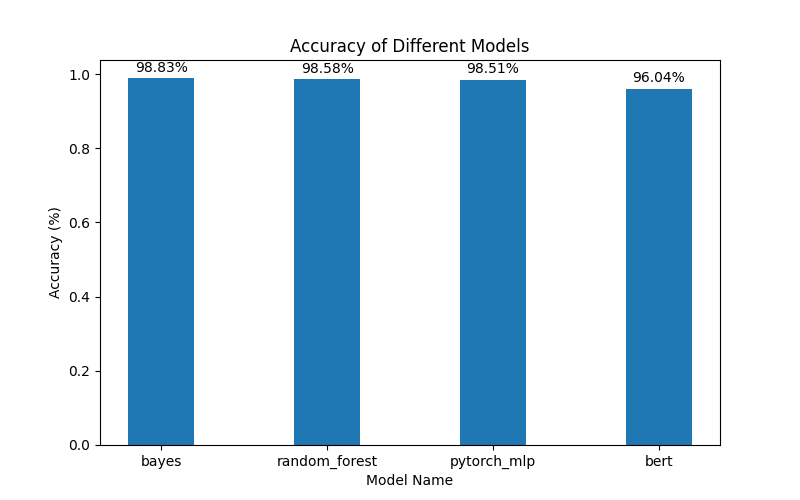 Accuracy of Different Models
98.83%
98.58%
98.51%
96.04%
1.0
0.8
0.6
0.4
0.2
0.0
Accuracy (%)
bayes
random_forest
pytorch_mlp
bert
Model Name